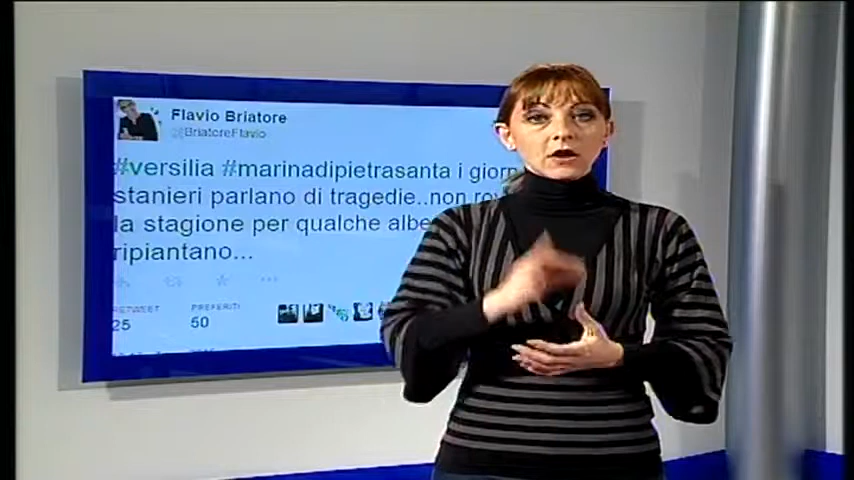 Flavio Briatore
@BriatoreFlavio
#versilia #marinadipietrasanta i giorn
stanieri parlano di tragedie..non rov
la stagione per qualche albe
ripiantano...
RETWEET PREFERITI
25 50